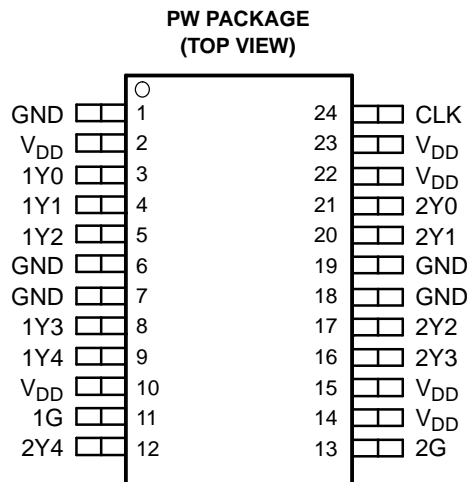 PW PACKAGE
(TOP VIEW)
GND 1 24 CLK
VDD 2 23 VDD
1Y0 3 22 VDD
1Y1 4 21 2Y0
1Y2 5 20 2Y1
GND 6 19 GND
GND 7 18 GND
1Y3 8 17 2Y2
1Y4 9 16 2Y3
VDD 10 15 VDD
1G 11 14 VDD
2Y4 12 13 2G